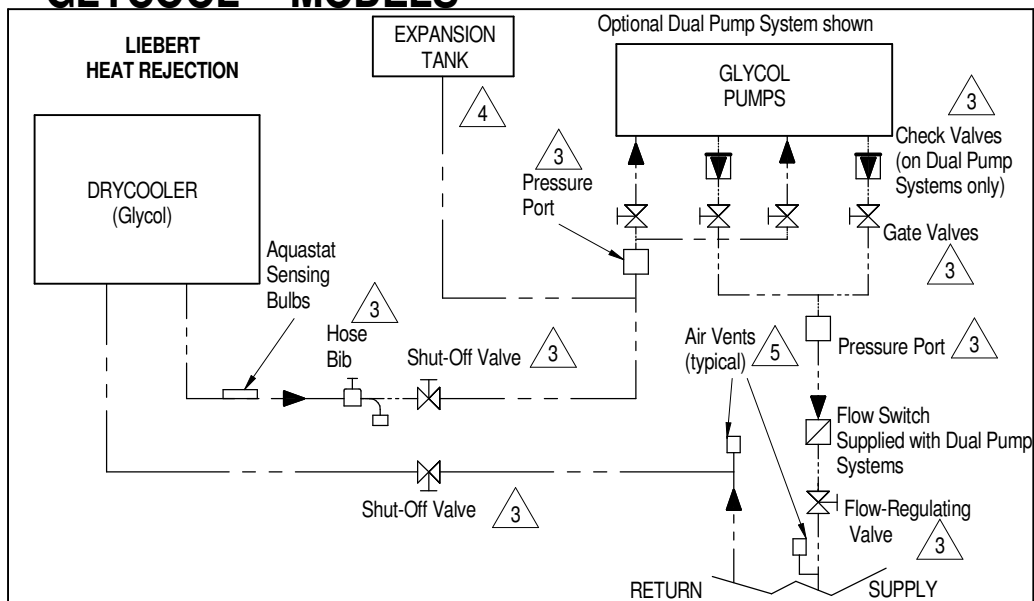 GLYCOOL MODELS
LIEBERT
HEAT REJECTION
EXPANSION
TANK
Optional Dual Pump System shown
GLYCOL
PUMPS
4
3
3
Check Valves
(on Dual Pump
Systems only)
Pressure
Port
DRYCOOLER
(Glycol)
Gate Valves
3
Aquastat
Sensing
Bulbs
3
Hose
Bib
Shut-Off Valve
3
Air Vents
(typical)
5
Pressure Port
3
Flow Switch
Supplied with Dual Pump
Systems
Shut-Off Valve
3
Flow-Regulating
Valve
3
RETURN
SUPPLY